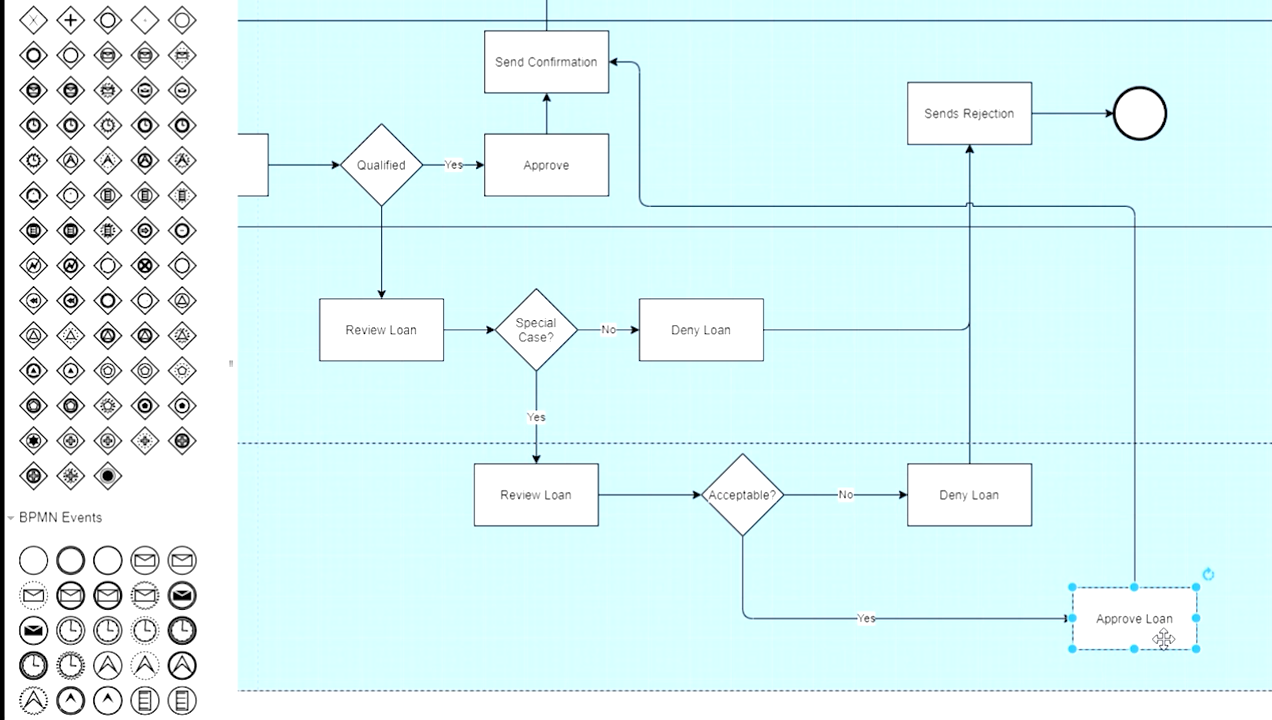 Send Confirmation
Sends Rejection
Qualified
Yes
Approve
Review Loan
Special
Case?
No
Deny Loan
Yes
Review Loan
Acceptable?
No
Deny Loan
BPMN Events
Yes
Approve Loan